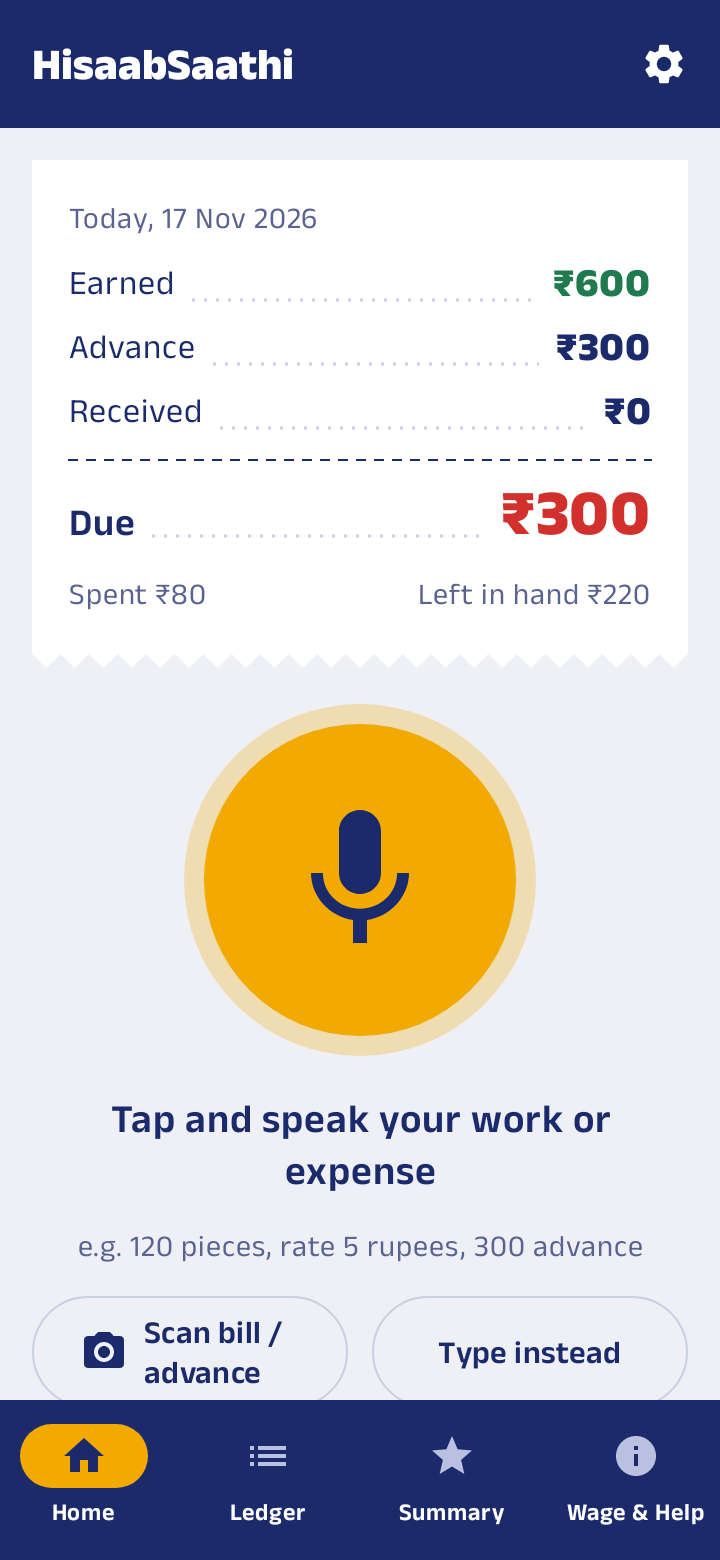 HisaabSaathi
Today, 17 Nov 2026
Earned ₹600
Advance ₹300
Received ₹0
Due ₹300
Spent ₹80 Left in hand ₹220
Tap and speak your work or
expense
e.g. 120 pieces, rate 5 rupees, 300 advance
Scan bill /
advance
Type instead
Home Ledger Summary Wage & Help